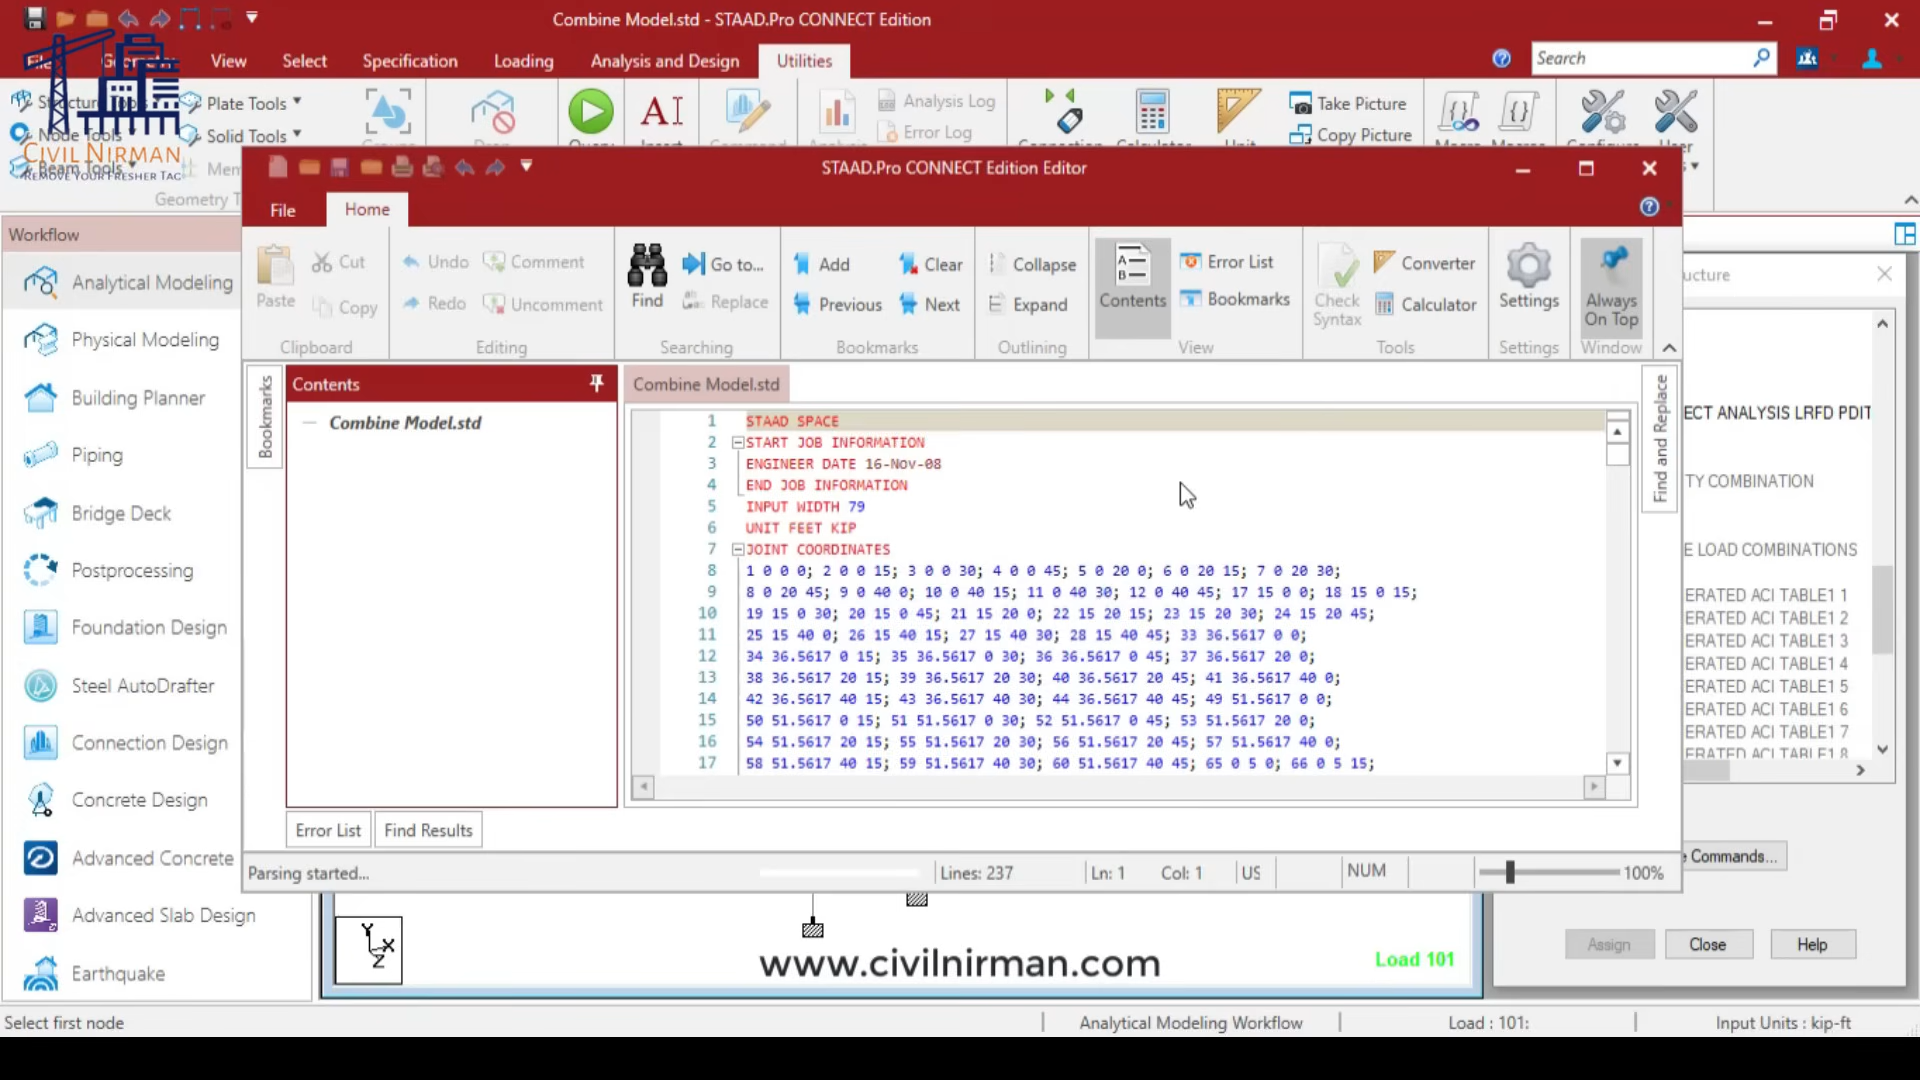 Combine Model.std - STAAD.Pro CONNECT Edition
File Geometry View Select Specification Loading Analysis and Design Utilities
Search
Plate Tools
Solid Tools
Analysis Log
Error Log
Take Picture
Copy Picture
CIVIL NIRMAN
REMOVE YOUR FRESHER TAG
Geometry T
STAAD.Pro CONNECT Edition Editor
File Home
Paste Cut Copy
Undo Comment
Redo Uncomment
Find Go to... Replace
Add Clear
Previous Next
Collapse
Expand
Contents Error List
Bookmarks
Check Syntax Converter
Calculator
Settings
Always On Top
Clipboard Editing Searching Bookmarks Outlining View Tools Settings Window
Workflow
Analytical Modeling
Physical Modeling
Building Planner
Piping
Bridge Deck
Postprocessing
Foundation Design
Steel AutoDrafter
Connection Design
Concrete Design
Advanced Concrete
Advanced Slab Design
Earthquake
Bookmarks
Contents
Combine Model.std
Combine Model.std
1 STAAD SPACE
2 START JOB INFORMATION
3 ENGINEER DATE 16-Nov-08
4 END JOB INFORMATION
5 INPUT WIDTH 79
6 UNIT FEET KIP
7 JOINT COORDINATES
8 1 0 0 0; 2 0 0 15; 3 0 0 30; 4 0 0 45; 5 0 20 0; 6 0 20 15; 7 0 20 30;
9 8 0 20 45; 9 0 40 0; 10 0 40 15; 11 0 40 30; 12 0 40 45; 17 15 0 0; 18 15 0 15;
10 19 15 0 30; 20 15 0 45; 21 15 20 0; 22 15 20 15; 23 15 20 30; 24 15 20 45;
11 25 15 40 0; 26 15 40 15; 27 15 40 30; 28 15 40 45; 33 36.5617 0 0;
12 34 36.5617 0 15; 35 36.5617 0 30; 36 36.5617 0 45; 37 36.5617 20 0;
13 38 36.5617 20 15; 39 36.5617 20 30; 40 36.5617 20 45; 41 36.5617 40 0;
14 42 36.5617 40 15; 43 36.5617 40 30; 44 36.5617 40 45; 49 51.5617 0 0;
15 50 51.5617 0 15; 51 51.5617 0 30; 52 51.5617 0 45; 53 51.5617 20 0;
16 54 51.5617 20 15; 55 51.5617 20 30; 56 51.5617 20 45; 57 51.5617 40 0;
17 58 51.5617 40 15; 59 51.5617 40 30; 60 51.5617 40 45; 65 0 5 0; 66 0 5 15;
Find and Replace
Error List Find Results
Parsing started... Lines: 237 Ln: 1 Col: 1 US NUM 100%
ucture
ECT ANALYSIS LRFD PDIT
TY COMBINATION
E LOAD COMBINATIONS
ERATED ACI TABLE1 1
ERATED ACI TABLE1 2
ERATED ACI TABLE1 3
ERATED ACI TABLE1 4
ERATED ACI TABLE1 5
ERATED ACI TABLE1 6
ERATED ACI TABLE1 7
ERATED ACI TABLE1 8
Commands...
Assign Close Help
Y X Z
www.civilnirman.com
Load 101
Select first node Analytical Modeling Workflow Load : 101: Input Units : kip-ft